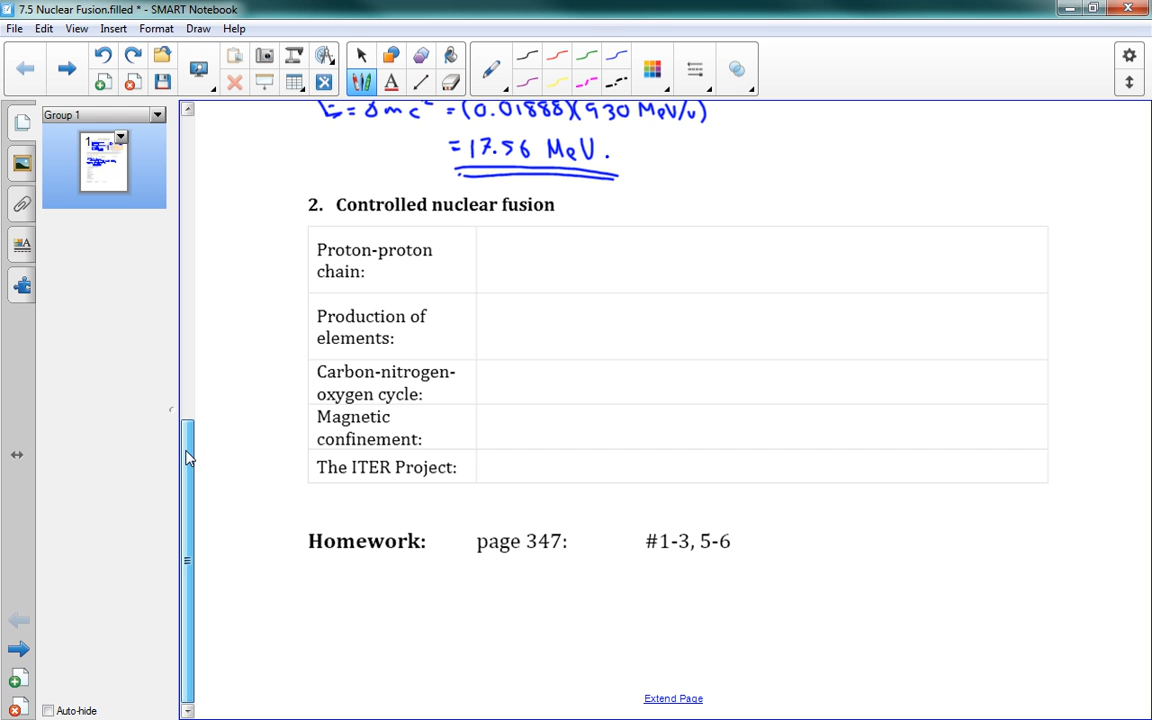 7.5 Nuclear Fusion.filled * - SMART Notebook
File Edit View Insert Format Draw Help
Group 1
1
E = Δmc² = (0.01888)(930 MeV/u)
= 17.56 MeV.
2. Controlled nuclear fusion
Proton-proton
chain:
Production of
elements:
Carbon-nitrogen-
oxygen cycle:
Magnetic
confinement:
The ITER Project:
Homework: page 347: #1-3, 5-6
Extend Page
Auto-hide